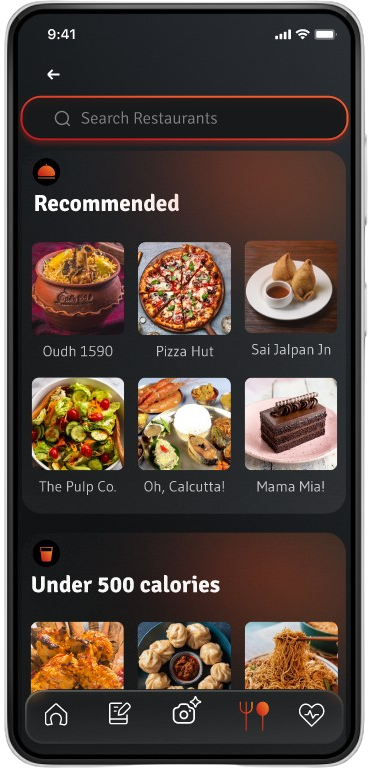 9:41
Search Restaurants
Recommended
Oudh 1590
Pizza Hut
Sai Jalpan Jn
The Pulp Co.
Oh, Calcutta!
Mama Mia!
Under 500 calories